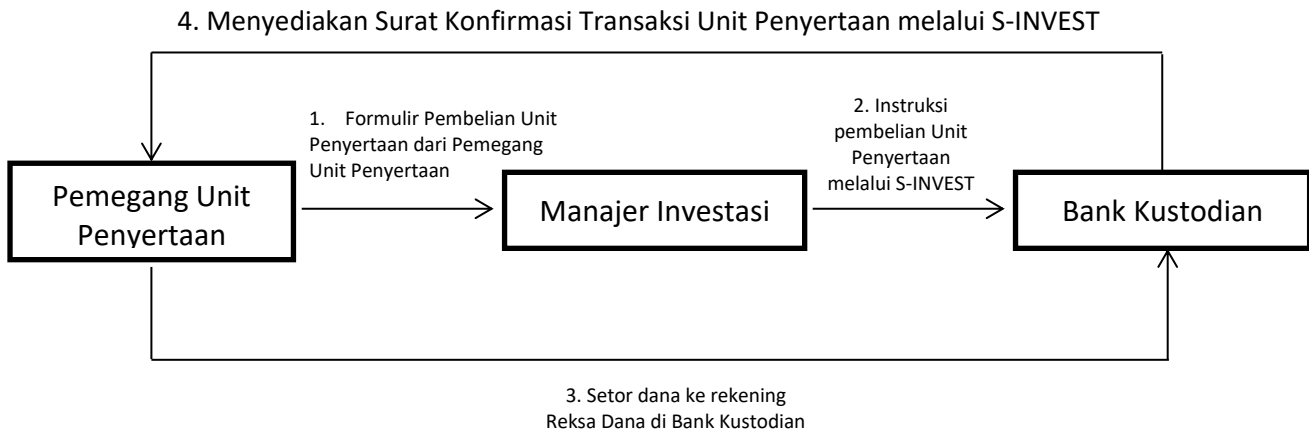 4. Menyediakan Surat Konfirmasi Transaksi Unit Penyertaan melalui S-INVEST
1. Formulir Pembelian Unit
Penyertaan dari Pemegang
Unit Penyertaan
2. Instruksi
pembelian Unit
Penyertaan
melalui S-INVEST
Pemegang Unit
Penyertaan
Manajer Investasi
Bank Kustodian
3. Setor dana ke rekening
Reksa Dana di Bank Kustodian